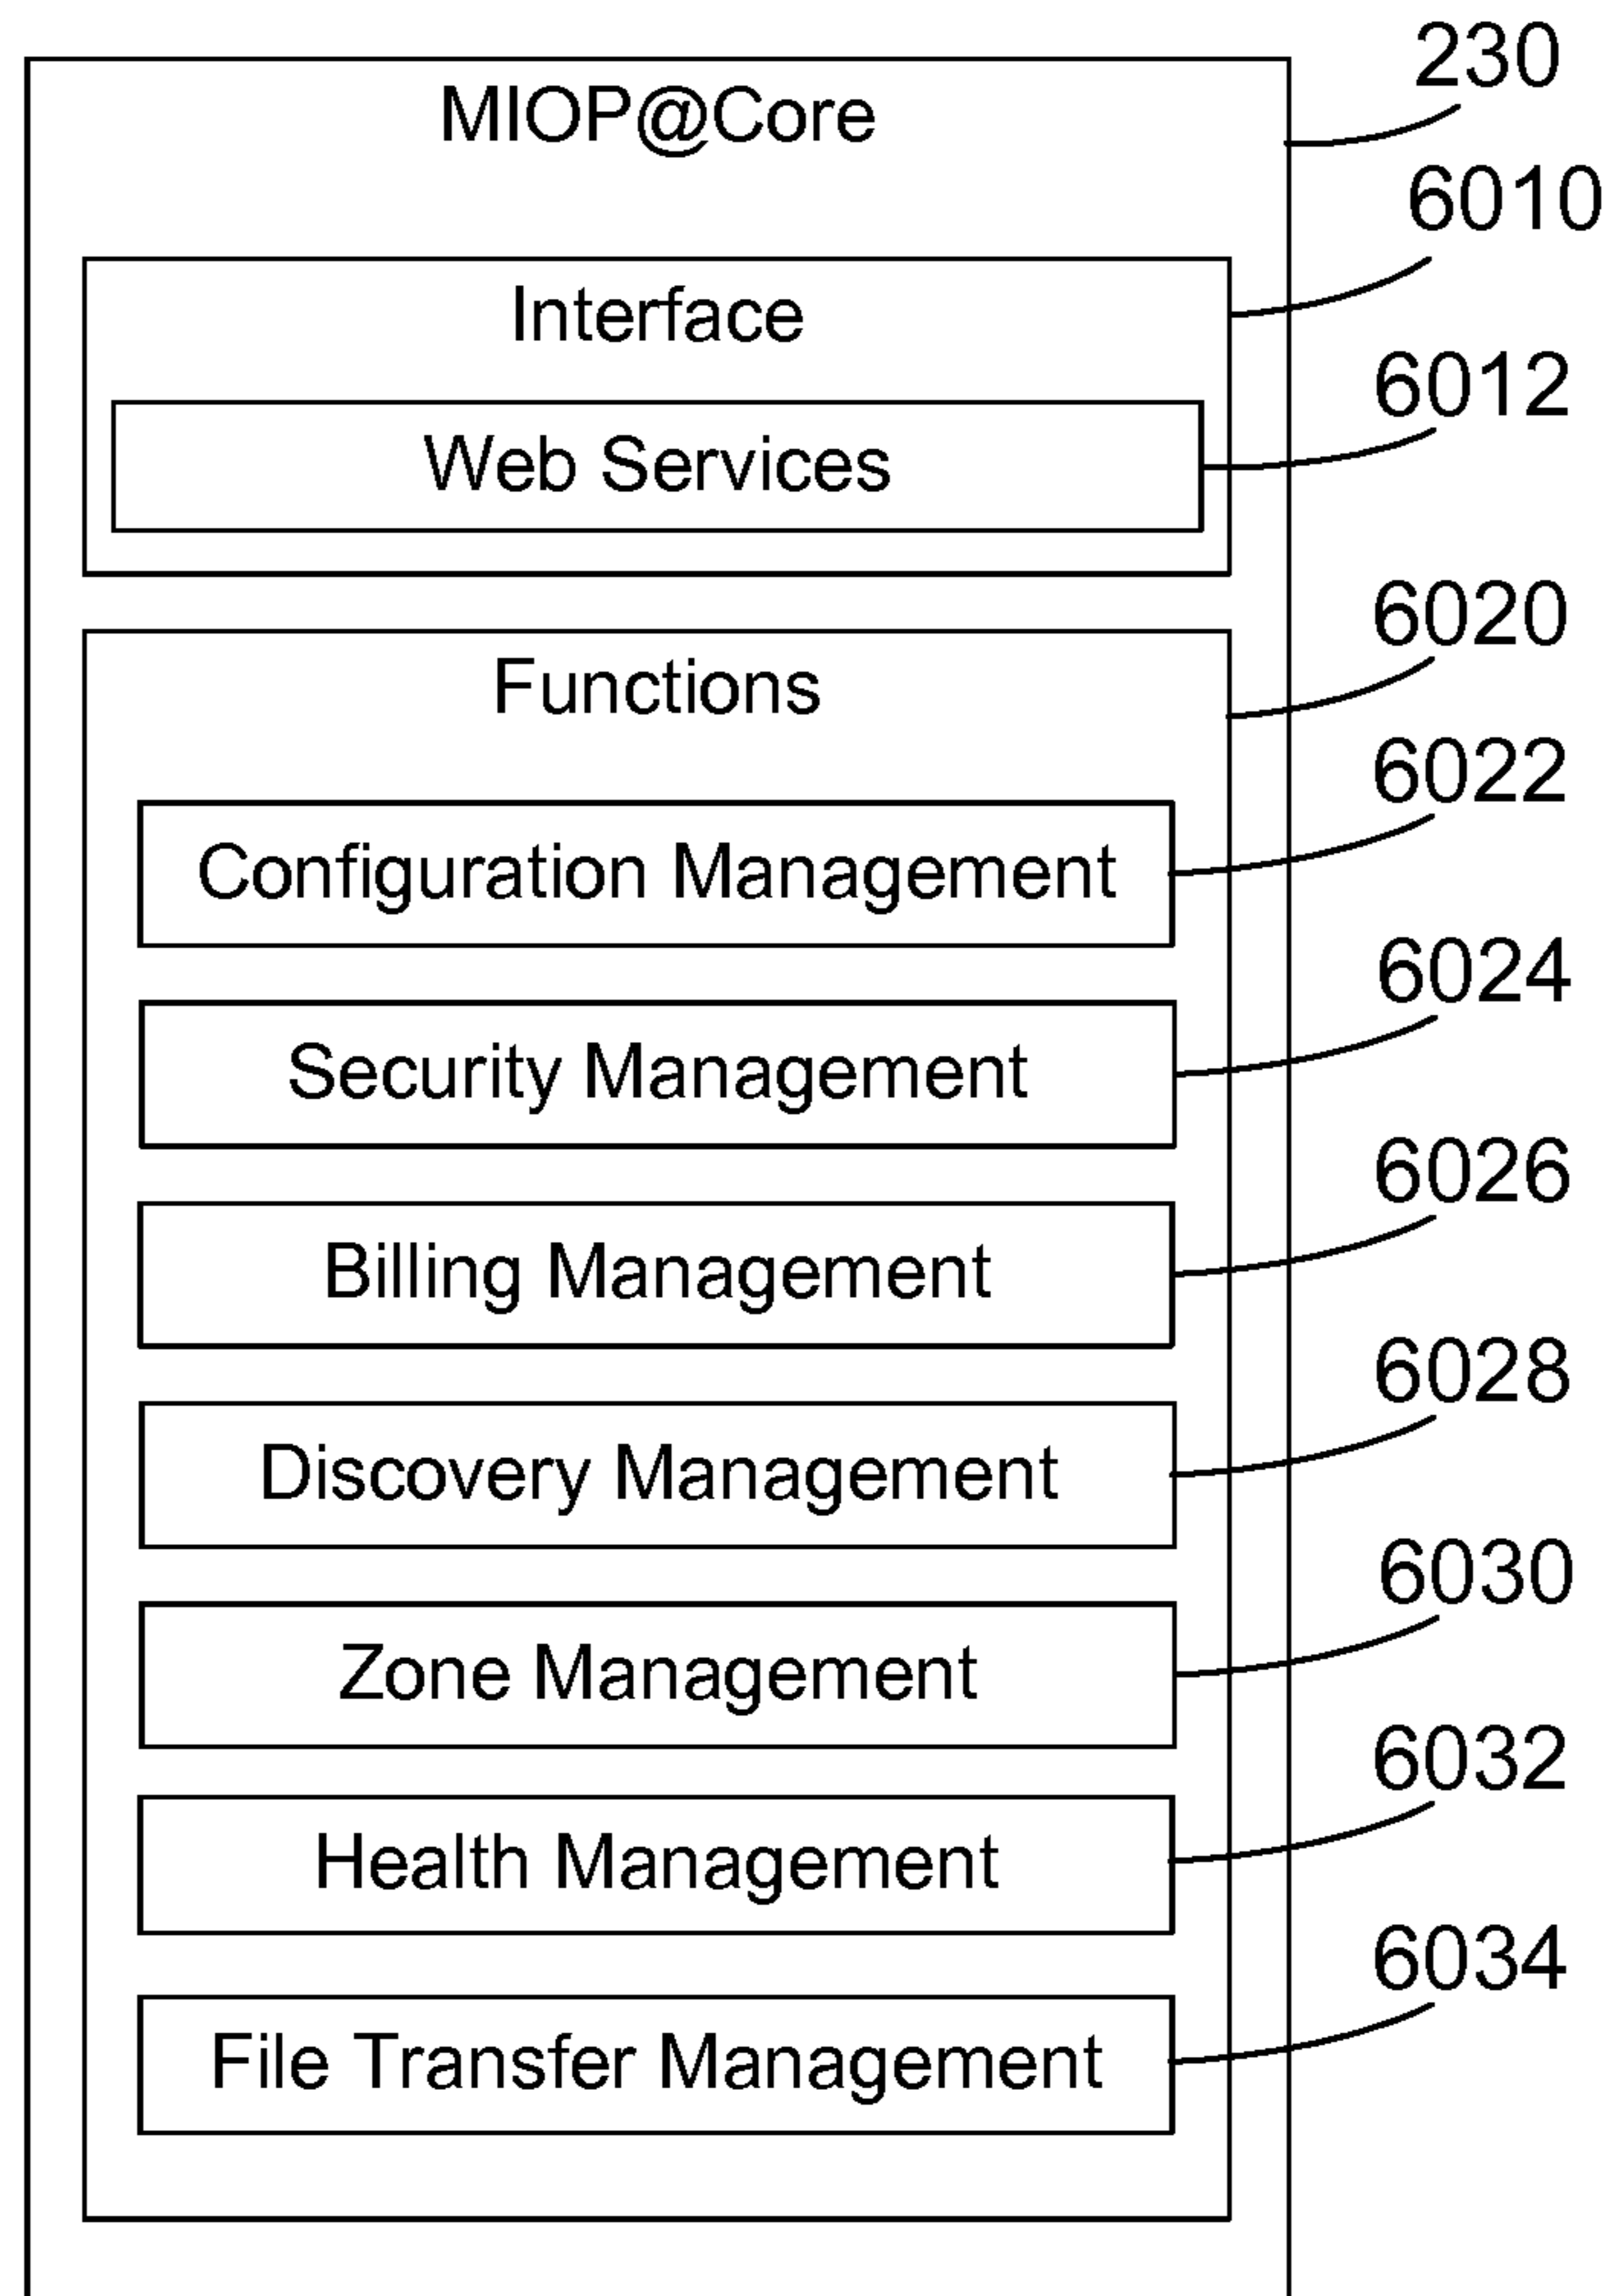 230
MIOP@Core
6010
Interface
6012
Web Services
6020
Functions
6022
Configuration Management
6024
Security Management
6026
Billing Management
6028
Discovery Management
6030
Zone Management
6032
Health Management
6034
File Transfer Management